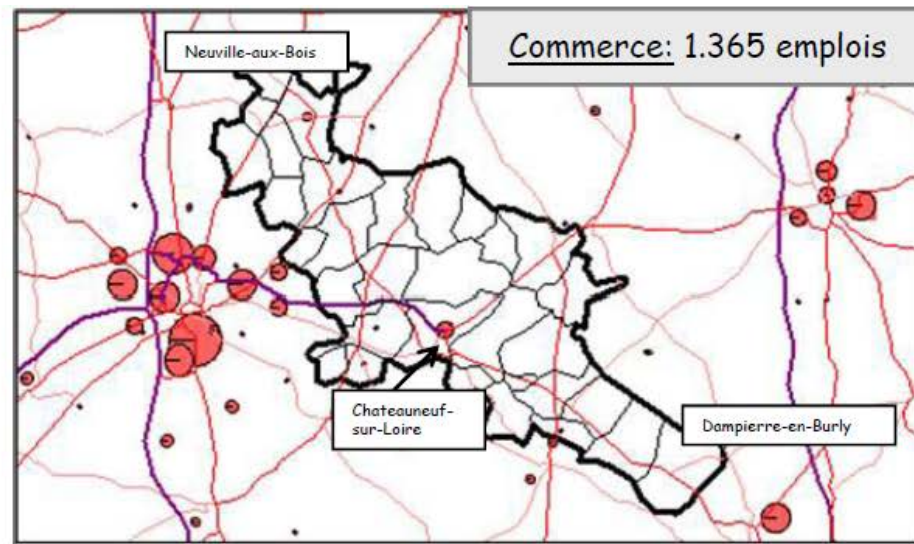 Neuville-aux-Bois
Commerce: 1.365 emplois
Chateauneuf-
sur-Loire
Dampierre-en-Burly